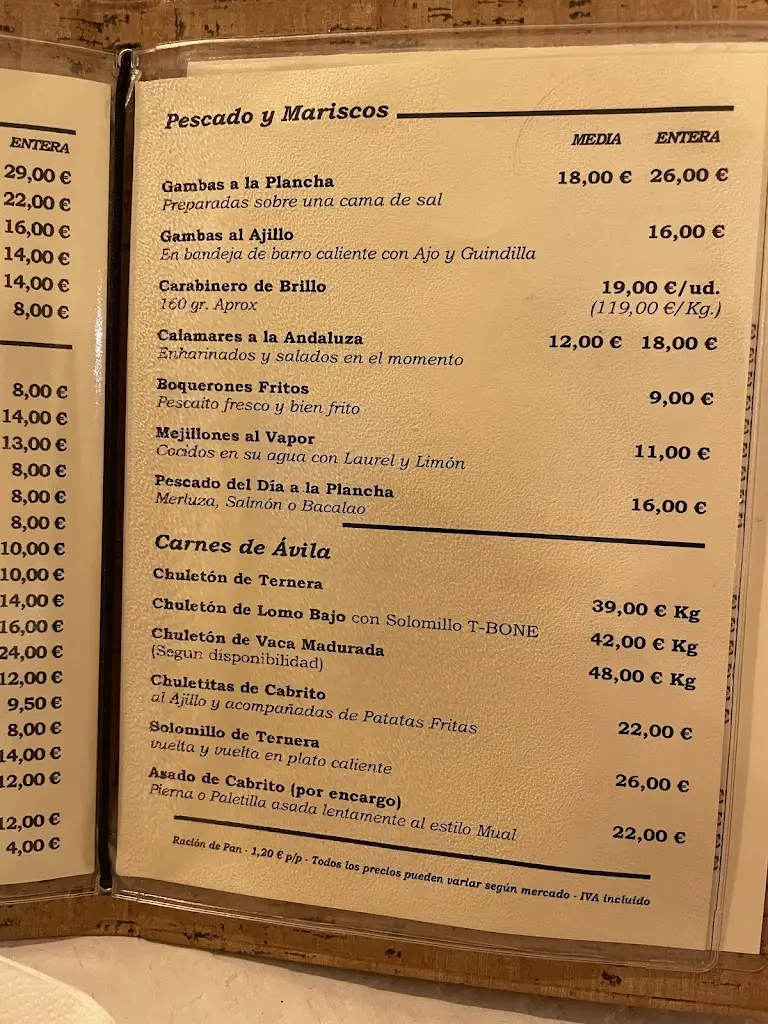 ENTERA
29,00 €
22,00 €
16,00 €
14,00 €
14,00 €
8,00 €
8,00 €
14,00 €
13,00 €
8,00 €
8,00 €
8,00 €
10,00 €
10,00 €
14,00 €
16,00 €
24,00 €
12,00 €
9,50 €
8,00 €
14,00 €
12,00 €
12,00 €
4,00 €
Pescado y Mariscos
MEDIA ENTERA
Gambas a la Plancha 18,00 € 26,00 €
Preparadas sobre una cama de sal
Gambas al Ajillo 16,00 €
En bandeja de barro caliente con Ajo y Guindilla
Carabinero de Brillo 19,00 €/ud.
160 gr. Aprox (119,00 €/Kg.)
Calamares a la Andaluza 12,00 € 18,00 €
Enharinados y salados en el momento
Boquerones Fritos 9,00 €
Pescaito fresco y bien frito
Mejillones al Vapor 11,00 €
Cocidos en su agua con Laurel y Limón
Pescado del Día a la Plancha 16,00 €
Merluza, Salmón o Bacalao
Carnes de Ávila
Chuletón de Ternera 39,00 € Kg
Chuletón de Lomo Bajo con Solomillo T-BONE 42,00 € Kg
Chuletón de Vaca Madurada 48,00 € Kg
(Segun disponibilidad)
Chuletitas de Cabrito 22,00 €
al Ajillo y acompañadas de Patatas Fritas
Solomillo de Ternera 26,00 €
vuelta y vuelta en plato caliente
Asado de Cabrito (por encargo) 22,00 €
Pierna o Paletilla asada lentamente al estilo Mual
Ración de Pan - 1,20 € p/p - Todos los precios pueden variar según mercado - IVA incluido